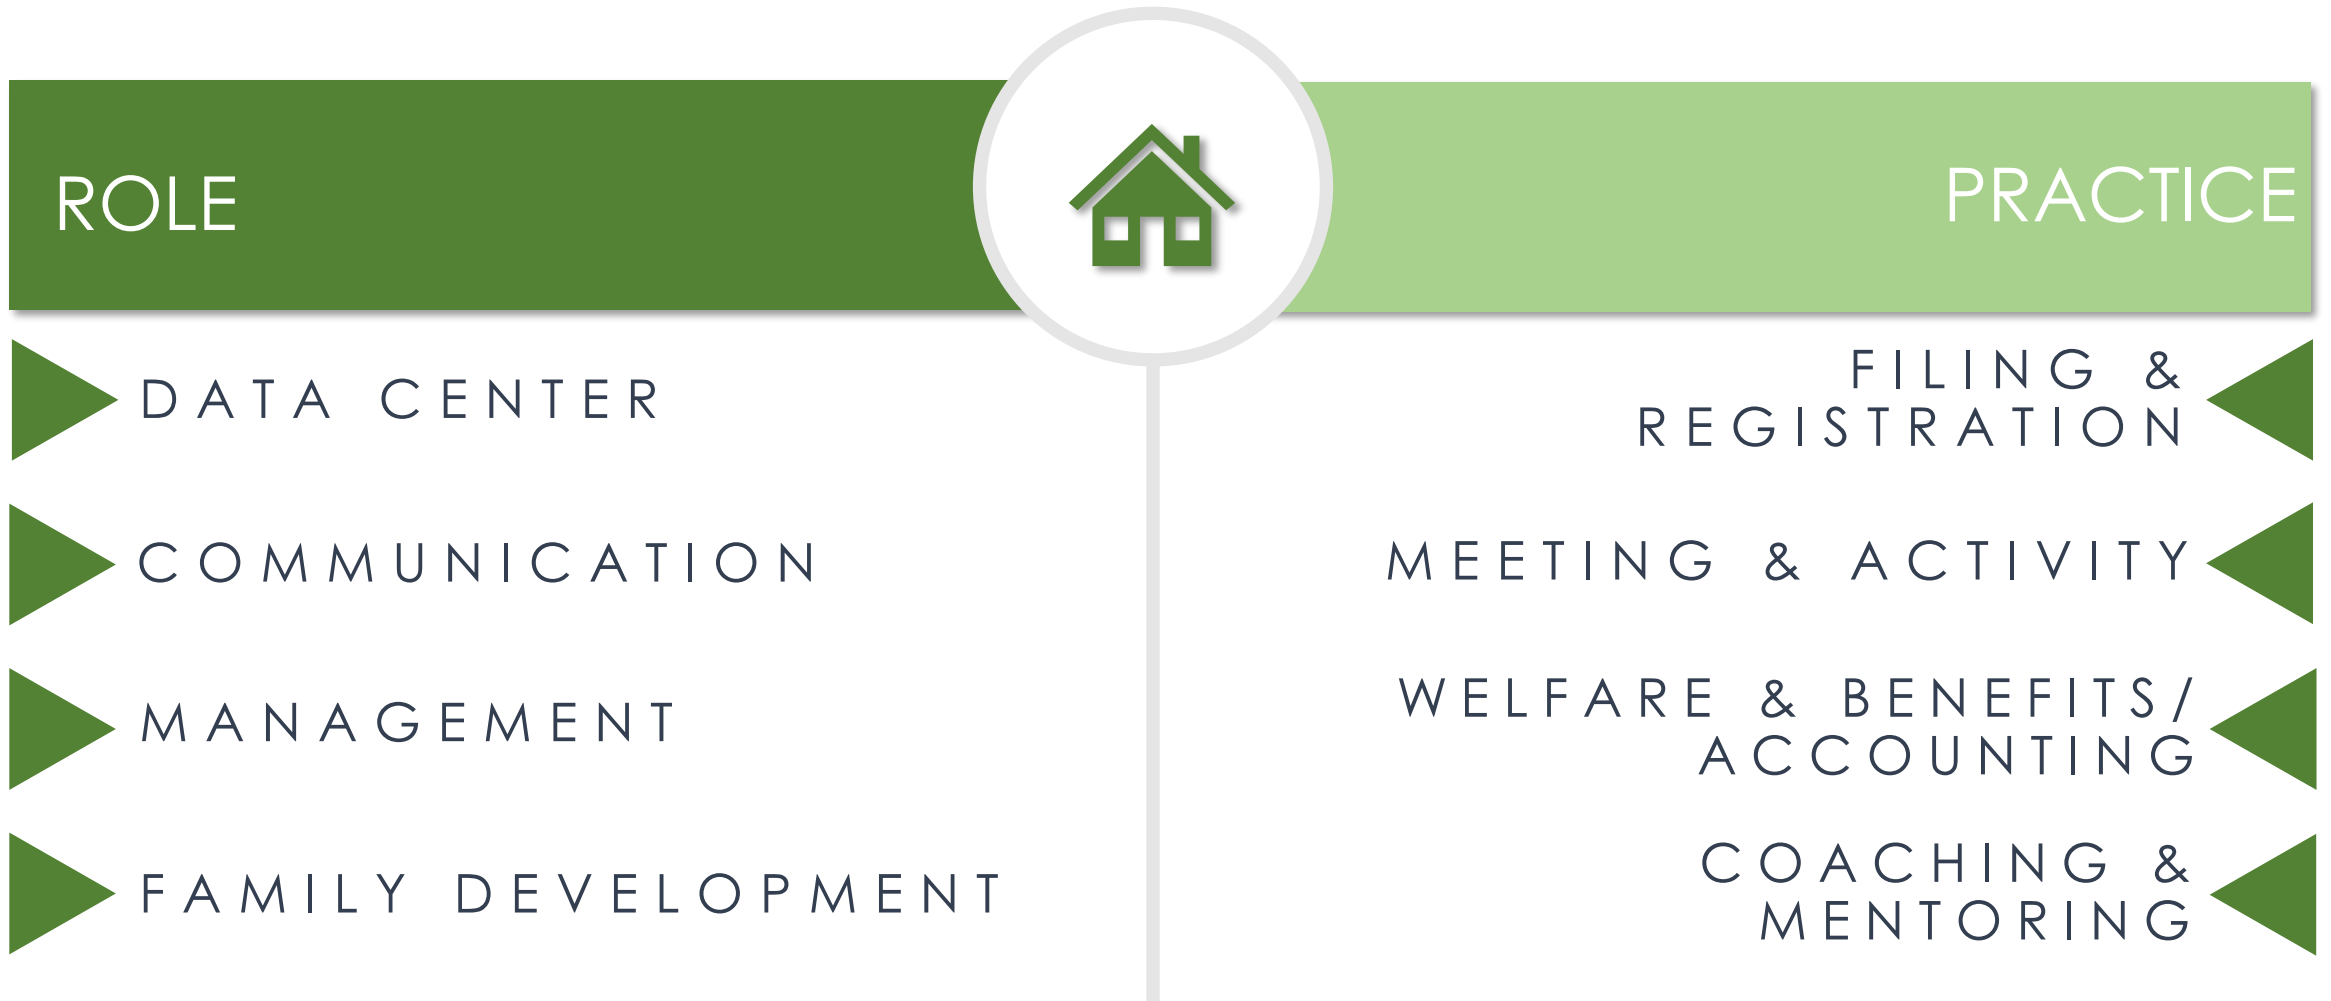 ROLE
PRACTICE
DATA CENTER
FILING &
REGISTRATION
COMMUNICATION
MEETING & ACTIVITY
MANAGEMENT
WELFARE & BENEFITS/
ACCOUNTING
FAMILY DEVELOPMENT
COACHING &
MENTORING